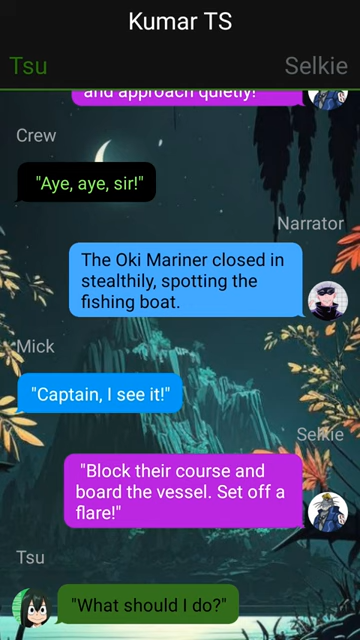 Kumar TS
Tsu
Selkie
and approach quietly!"
Crew
"Aye, aye, sir!"
Narrator
The Oki Mariner closed in
stealthily, spotting the
fishing boat.
Mick
"Captain, I see it!"
Selkie
"Block their course and
board the vessel. Set off a
flare!"
Tsu
"What should I do?"